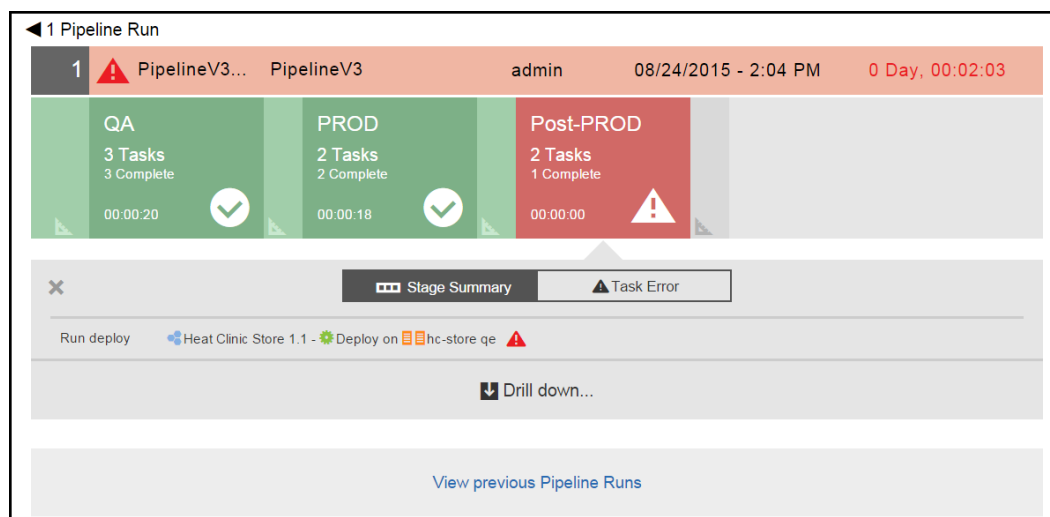 1 Pipeline Run
1 PipelineV3... PipelineV3 admin 08/24/2015 - 2:04 PM 0 Day, 00:02:03
QA PROD Post-PROD
3 Tasks 2 Tasks 2 Tasks
3 Complete 2 Complete 1 Complete
00:00:20 00:00:18 00:00:00
Stage Summary Task Error
Run deploy Heat Clinic Store 1.1 - Deploy on hc-store qe
Drill down...
View previous Pipeline Runs